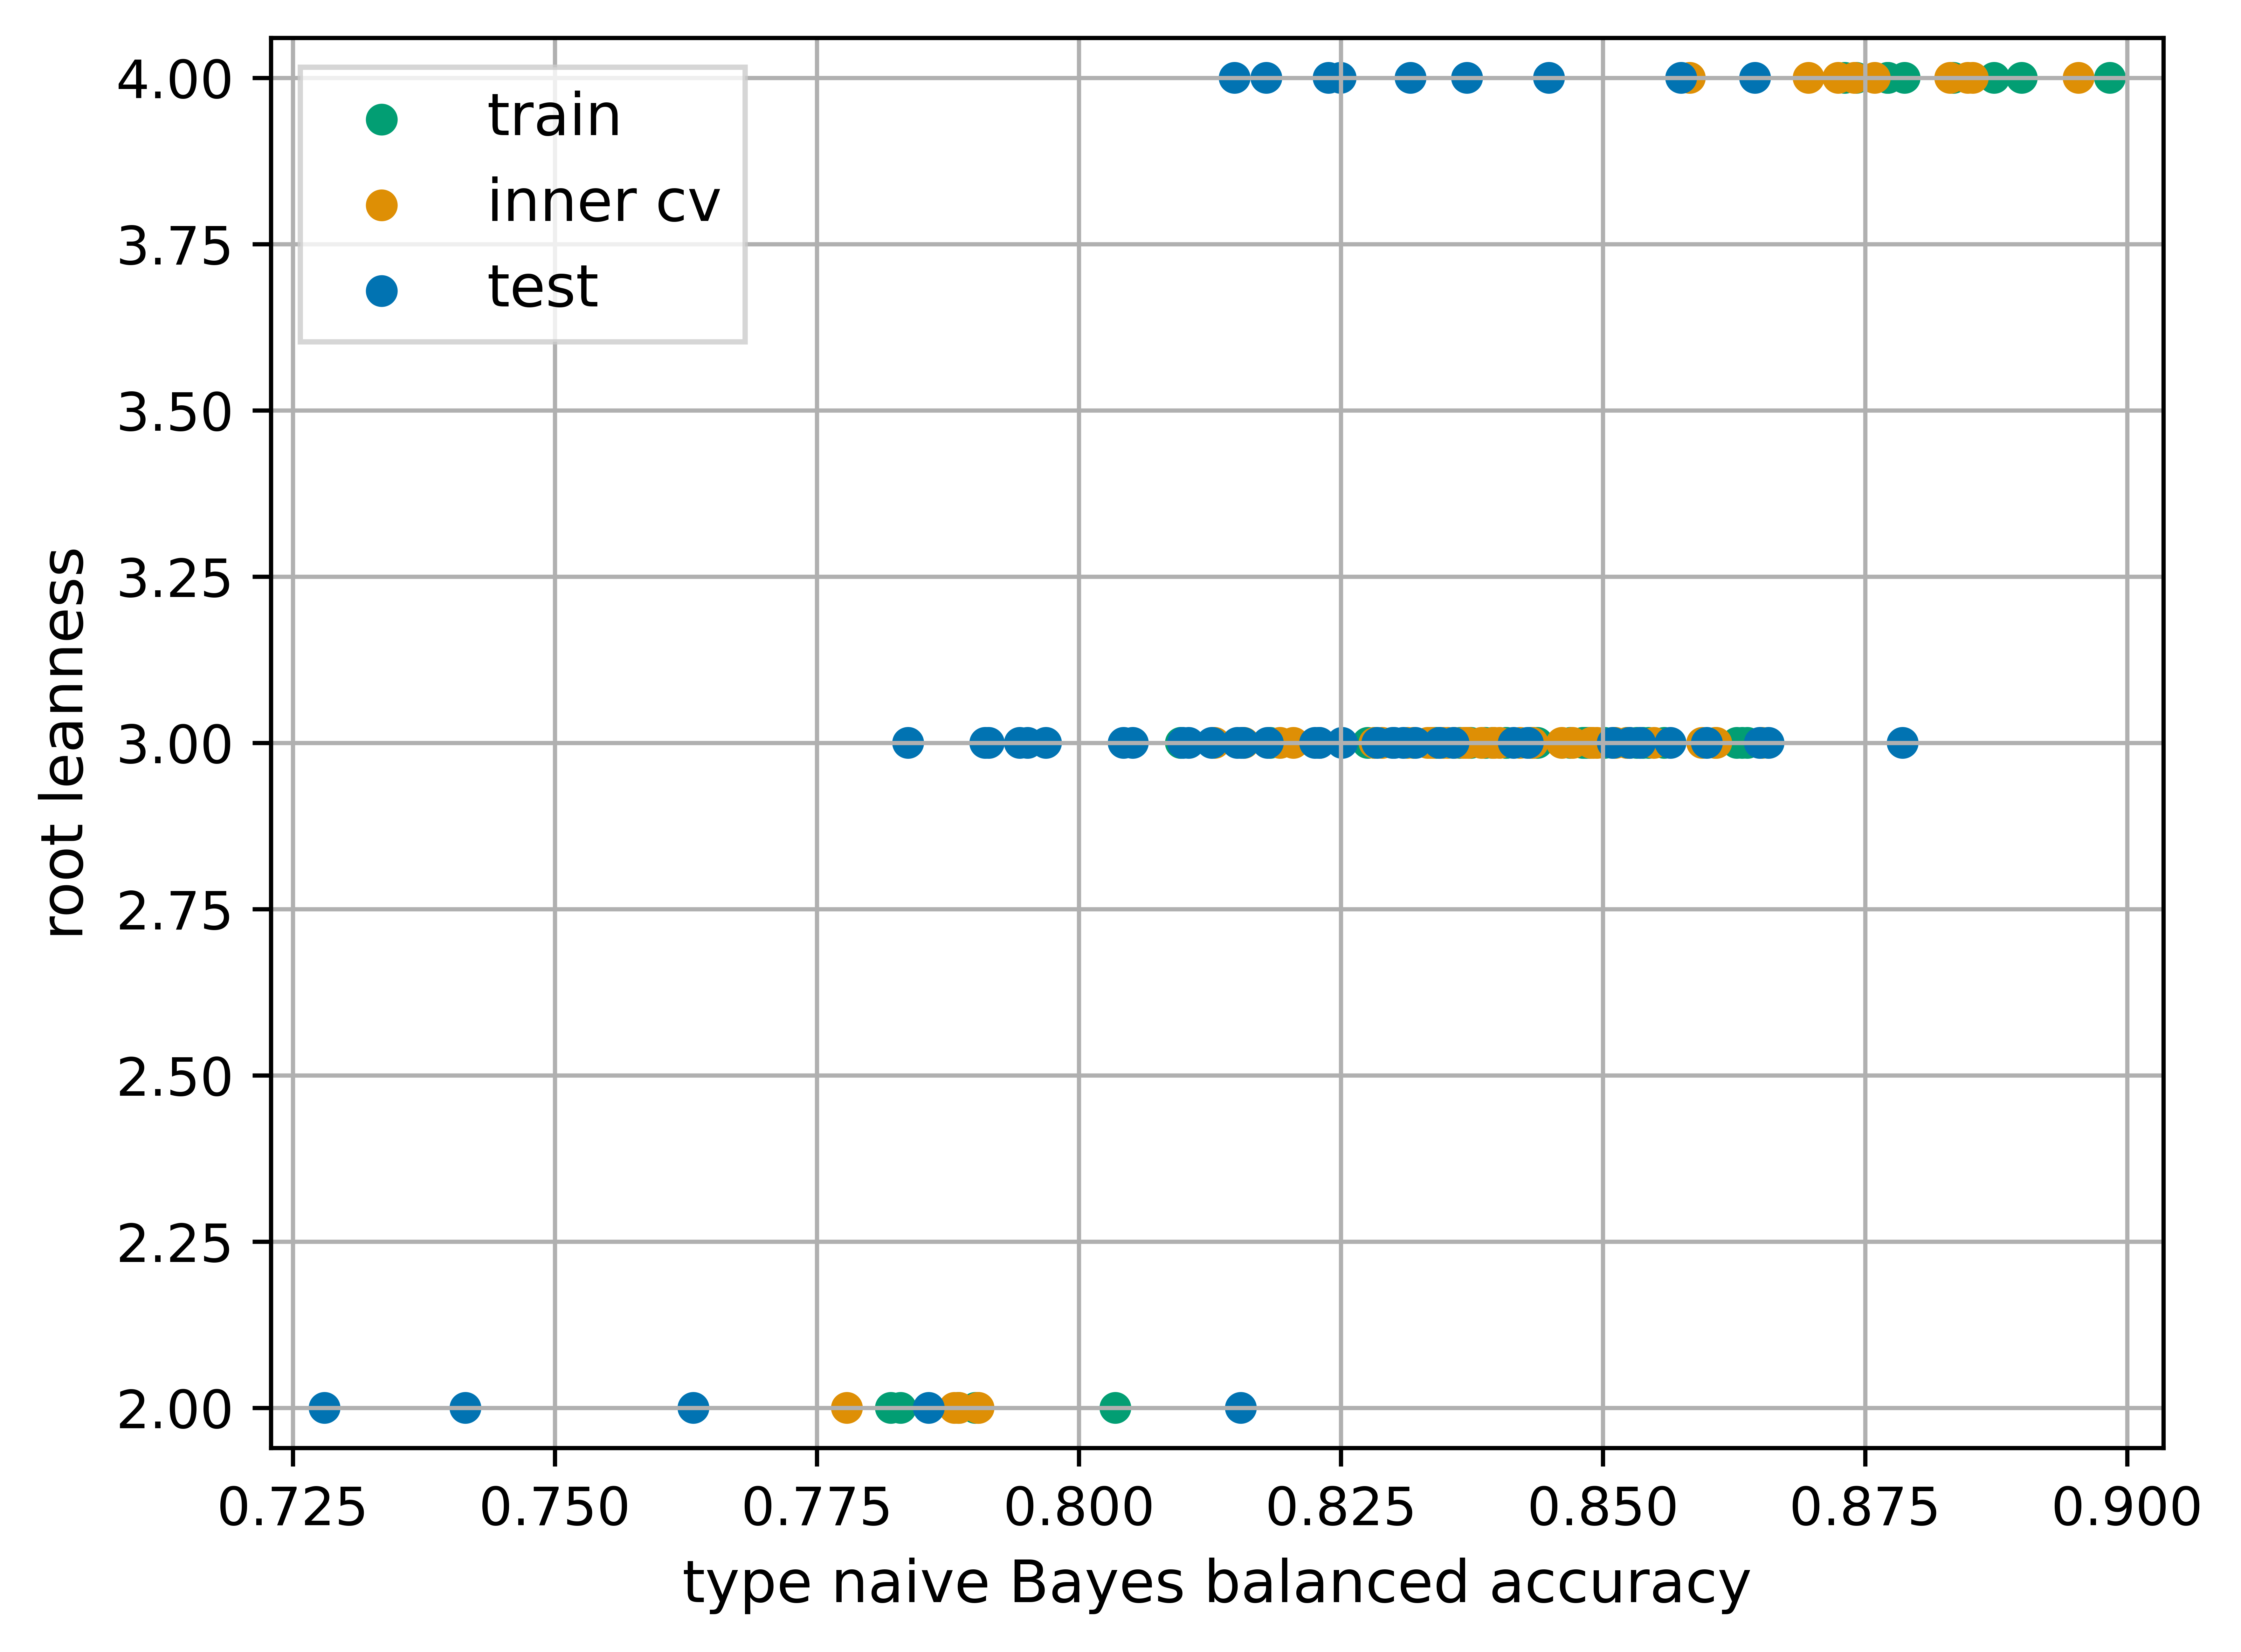 train
inner cv
test
4.00
3.75
3.50
3.25
3.00
2.75
2.50
2.25
2.00
root leanness
0.725 0.750 0.775 0.800 0.825 0.850 0.875 0.900
type naive Bayes balanced accuracy